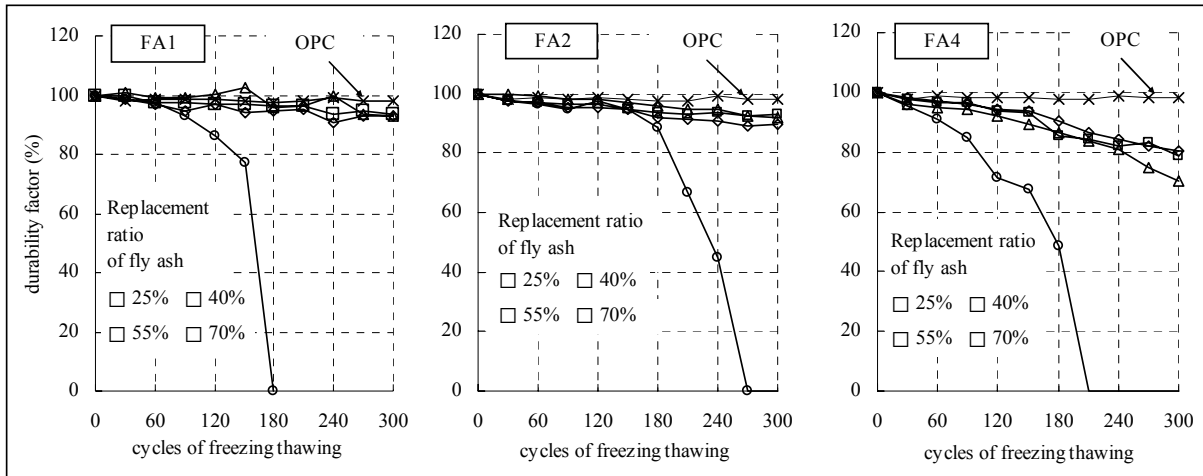 120
100
80
60
40
20
0
durability factor (%)
FA1
OPC
Replacement
ratio
of fly ash
25% 40%
55% 70%
0 60 120 180 240 300
cycles of freezing thawing
120
100
80
60
40
20
0
FA2
OPC
Replacement ratio
of fly ash
25% 40%
55% 70%
0 60 120 180 240 300
cycles of freezing thawing
120
100
80
60
40
20
0
FA4
OPC
Replacement ratio
of fly ash
25% 40%
55% 70%
0 60 120 180 240 300
cycles of freezing thawing